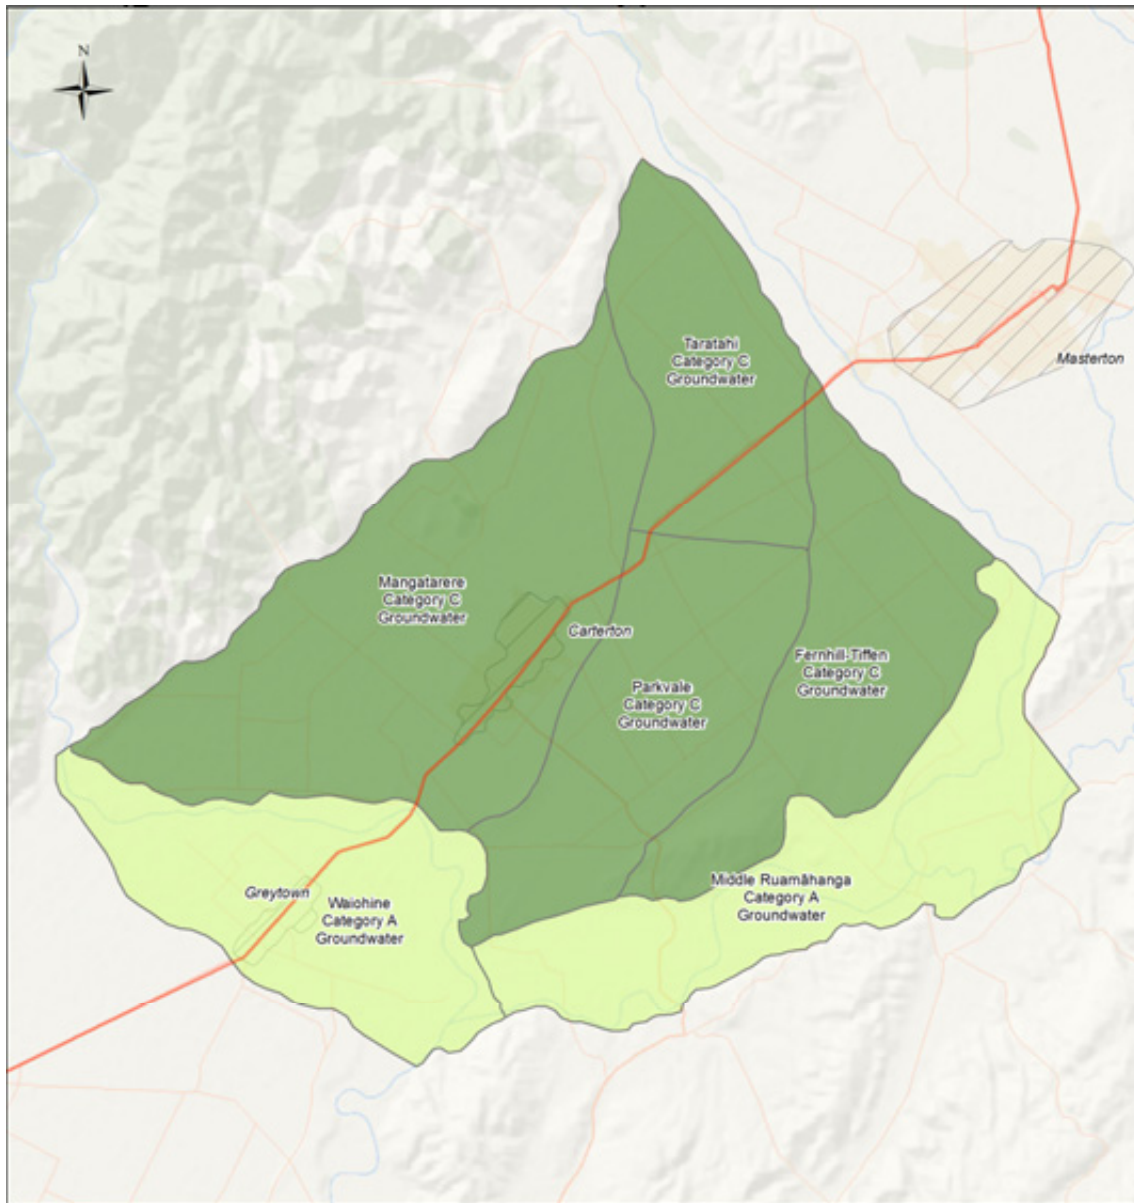 N
Taratahi
Category C
Groundwater
Masterton
Mangatarere
Category C
Groundwater
Carterton
Fernhill-Tiffen
Category C
Groundwater
Parkvale
Category C
Groundwater
Middle Ruamāhanga
Category A
Groundwater
Greytown
Waiohine
Category A
Groundwater